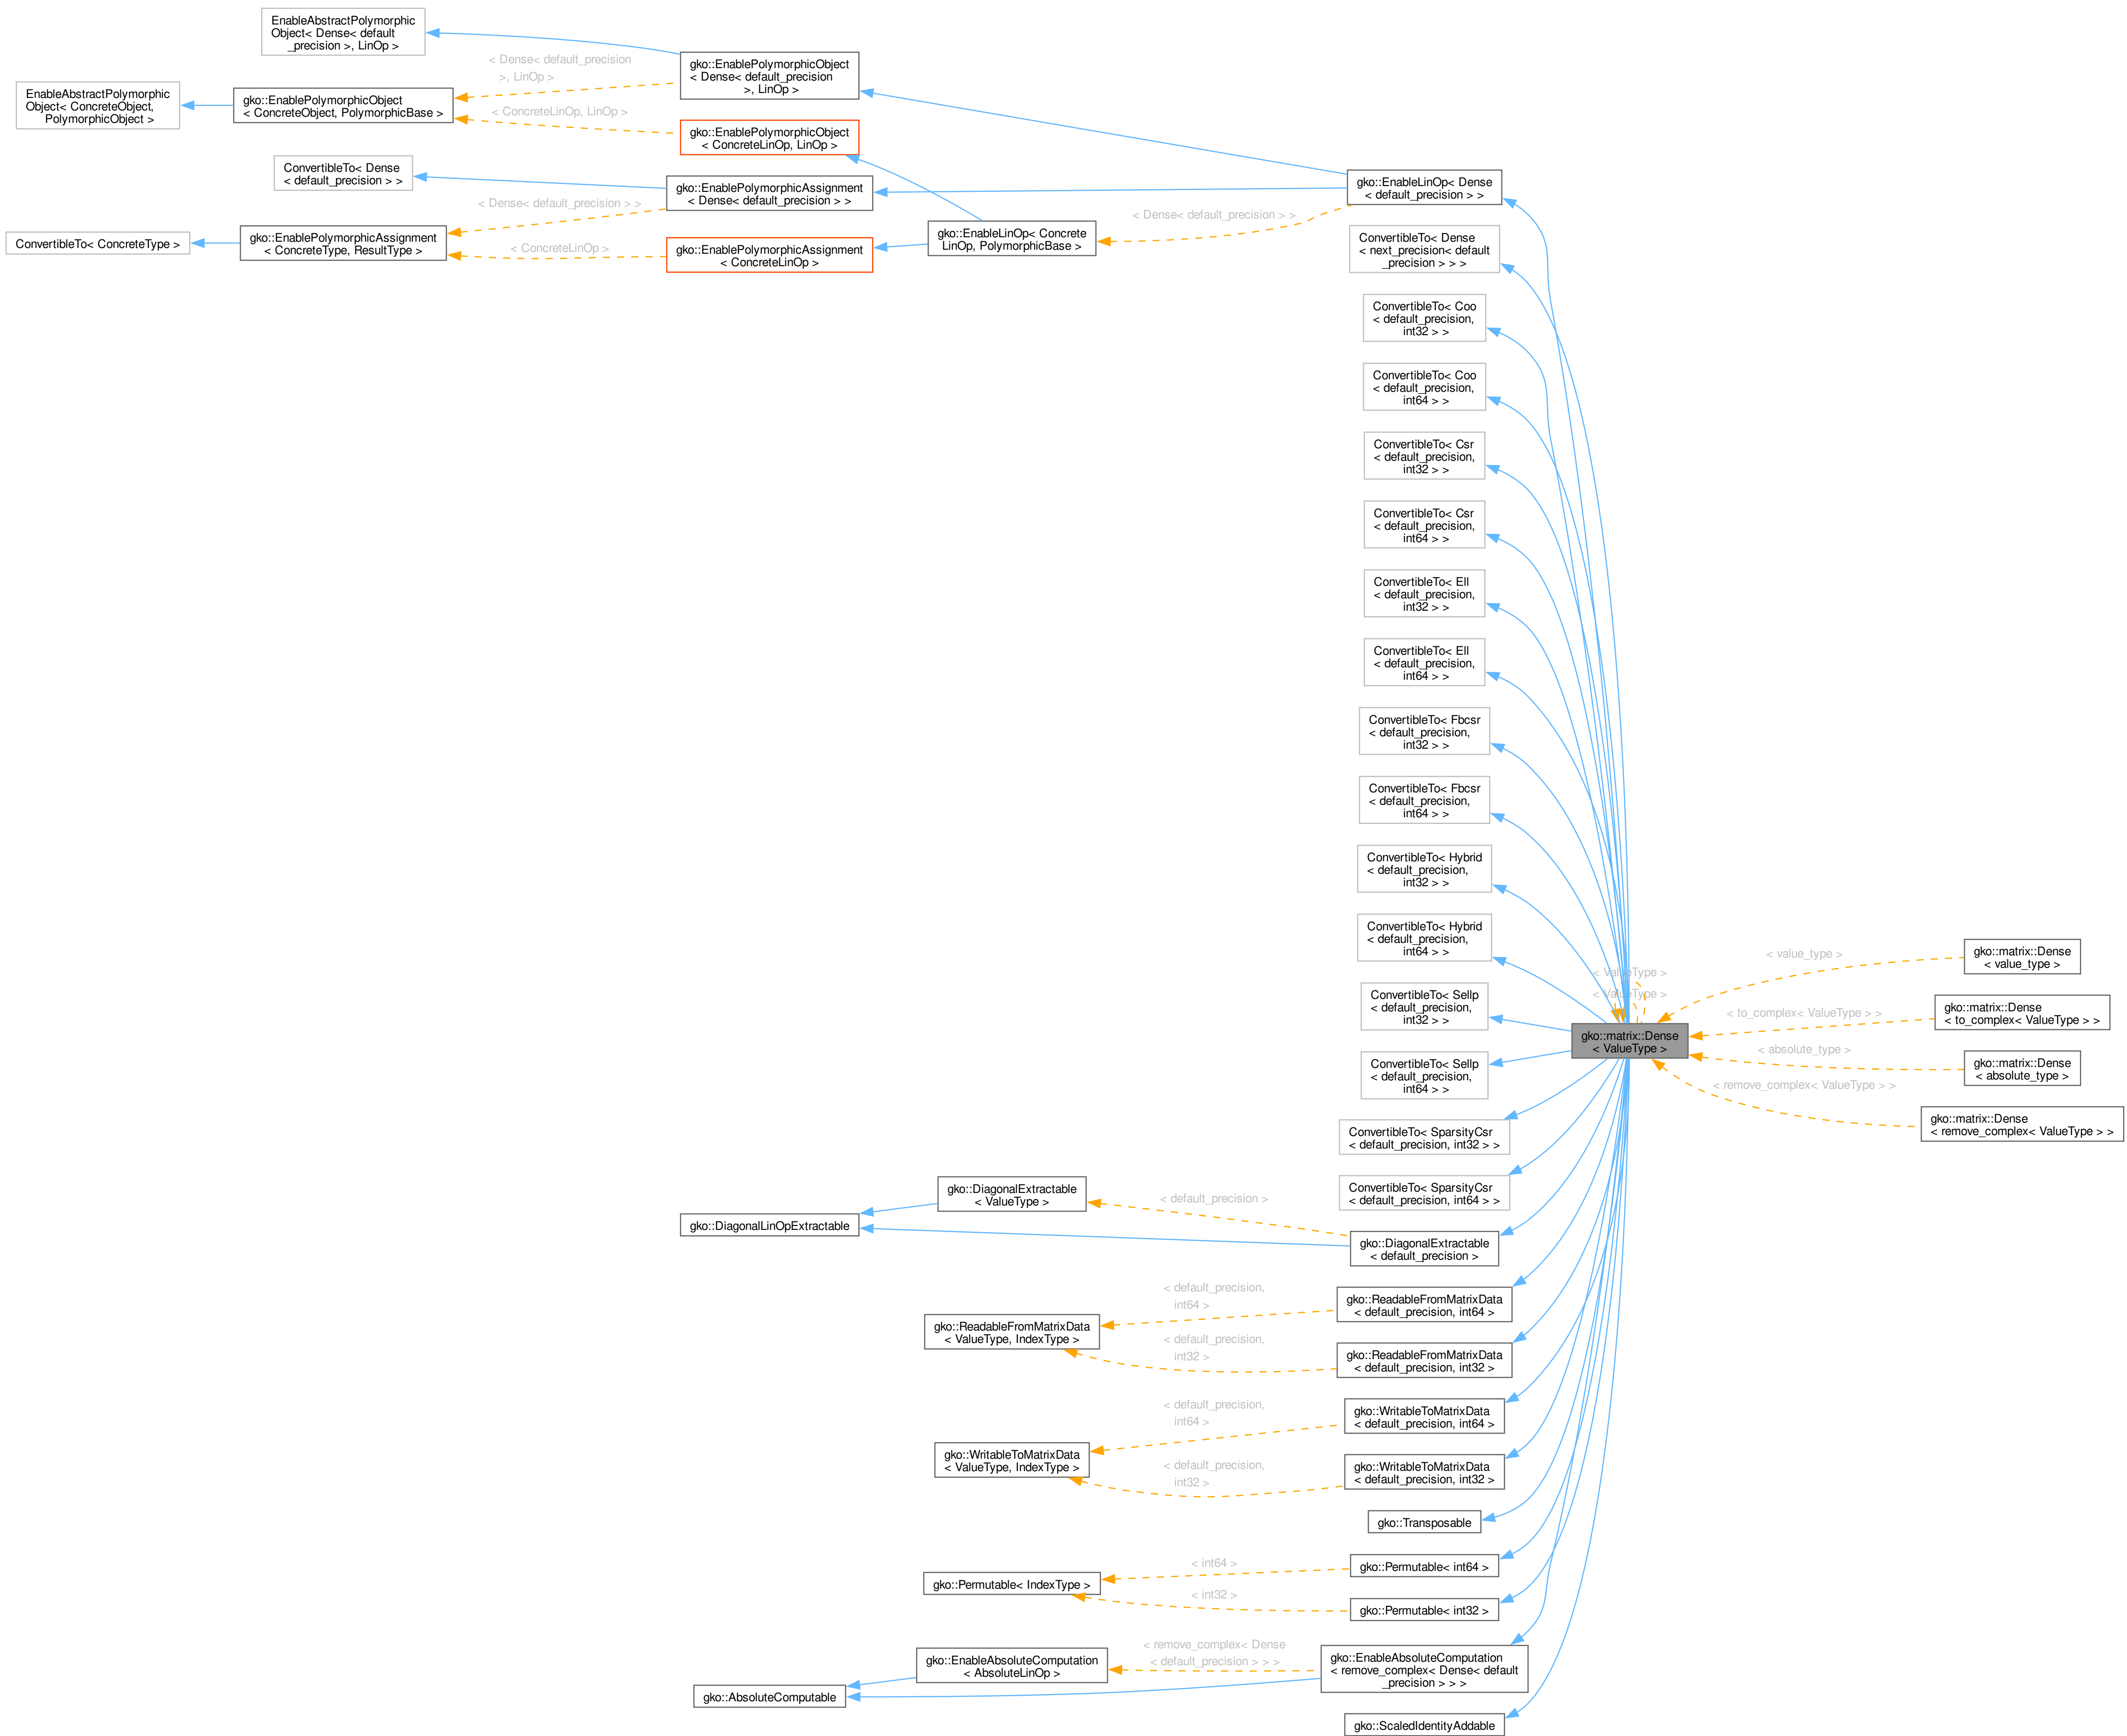 EnableAbstractPolymorphic
Object< Dense< default
_precision >, LinOp >
EnableAbstractPolymorphic
Object< ConcreteObject,
PolymorphicObject >
gko::EnablePolymorphicObject
< ConcreteObject, PolymorphicBase >
ConvertibleTo< Dense
< default_precision > >
ConvertibleTo< ConcreteType >
gko::EnablePolymorphicAssignment
< ConcreteType, ResultType >
< Dense< default_precision
>, LinOp >
< ConcreteLinOp, LinOp >
< Dense< default_precision > >
< ConcreteLinOp >
gko::EnablePolymorphicObject
< Dense< default_precision
>, LinOp >
gko::EnablePolymorphicObject
< ConcreteLinOp, LinOp >
gko::EnablePolymorphicAssignment
< Dense< default_precision > >
gko::EnablePolymorphicAssignment
< ConcreteLinOp >
gko::EnableLinOp< Concrete
LinOp, PolymorphicBase >
< Dense< default_precision > >
gko::EnableLinOp< Dense
< default_precision > >
ConvertibleTo< Dense
< next_precision< default
_precision > > >
ConvertibleTo< Coo
< default_precision,
int32 > >
ConvertibleTo< Coo
< default_precision,
int64 > >
ConvertibleTo< Csr
< default_precision,
int32 > >
ConvertibleTo< Csr
< default_precision,
int64 > >
ConvertibleTo< Ell
< default_precision,
int32 > >
ConvertibleTo< Ell
< default_precision,
int64 > >
ConvertibleTo< Fbcsr
< default_precision,
int32 > >
ConvertibleTo< Fbcsr
< default_precision,
int64 > >
ConvertibleTo< Hybrid
< default_precision,
int32 > >
ConvertibleTo< Hybrid
< default_precision,
int64 > >
ConvertibleTo< Sellp
< default_precision,
int32 > >
ConvertibleTo< Sellp
< default_precision,
int64 > >
ConvertibleTo< SparsityCsr
< default_precision, int32 > >
ConvertibleTo< SparsityCsr
< default_precision, int64 > >
< ValueType >
< ValueType >
gko::matrix::Dense
< ValueType >
< value_type >
< to_complex< ValueType > >
< absolute_type >
< remove_complex< ValueType > >
gko::matrix::Dense
< value_type >
gko::matrix::Dense
< to_complex< ValueType > >
gko::matrix::Dense
< absolute_type >
gko::matrix::Dense
< remove_complex< ValueType > >
gko::DiagonalLinOpExtractable
gko::DiagonalExtractable
< ValueType >
< default_precision >
gko::DiagonalExtractable
< default_precision >
gko::ReadableFromMatrixData
< ValueType, IndexType >
< default_precision,
int64 >
< default_precision,
int32 >
gko::ReadableFromMatrixData
< default_precision, int64 >
gko::ReadableFromMatrixData
< default_precision, int32 >
gko::WritableToMatrixData
< ValueType, IndexType >
< default_precision,
int64 >
< default_precision,
int32 >
gko::WritableToMatrixData
< default_precision, int64 >
gko::WritableToMatrixData
< default_precision, int32 >
gko::Transposable
gko::Permutable< IndexType >
< int64 >
< int32 >
gko::Permutable< int64 >
gko::Permutable< int32 >
gko::AbsoluteComputable
gko::EnableAbsoluteComputation
< AbsoluteLinOp >
< remove_complex< Dense
< default_precision > > >
gko::EnableAbsoluteComputation
< remove_complex< Dense< default
_precision > > >
gko::ScaledIdentityAddable